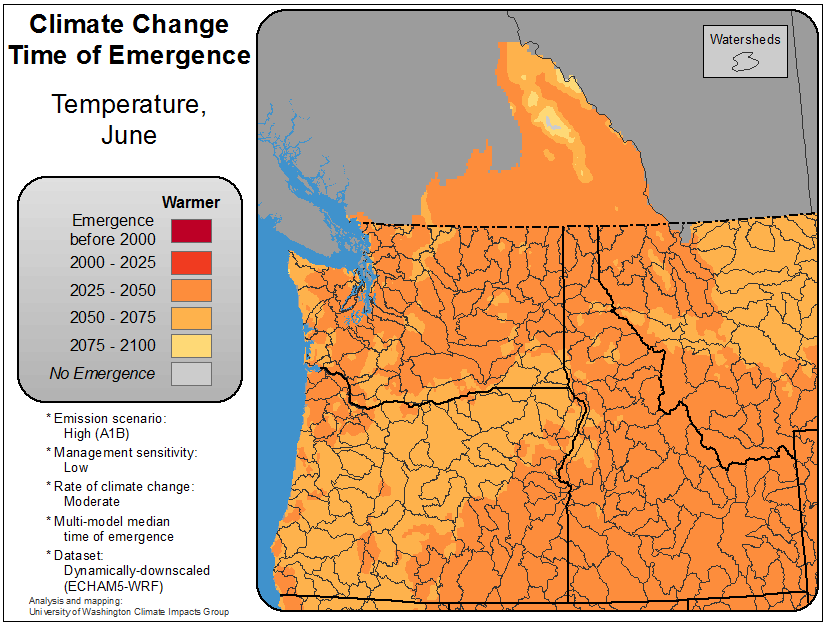 Climate Change
Time of Emergence
Temperature,
June
Warmer
Emergence
before 2000
2000 - 2025
2025 - 2050
2050 - 2075
2075 - 2100
No Emergence
* Emission scenario:
High (A1B)
* Management sensitivity:
Low
* Rate of climate change:
Moderate
* Multi-model median
time of emergence
* Dataset:
Dynamically-downscaled
(ECHAM5-WRF)
Analysis and mapping:
University of Washington Climate Impacts Group
Watersheds